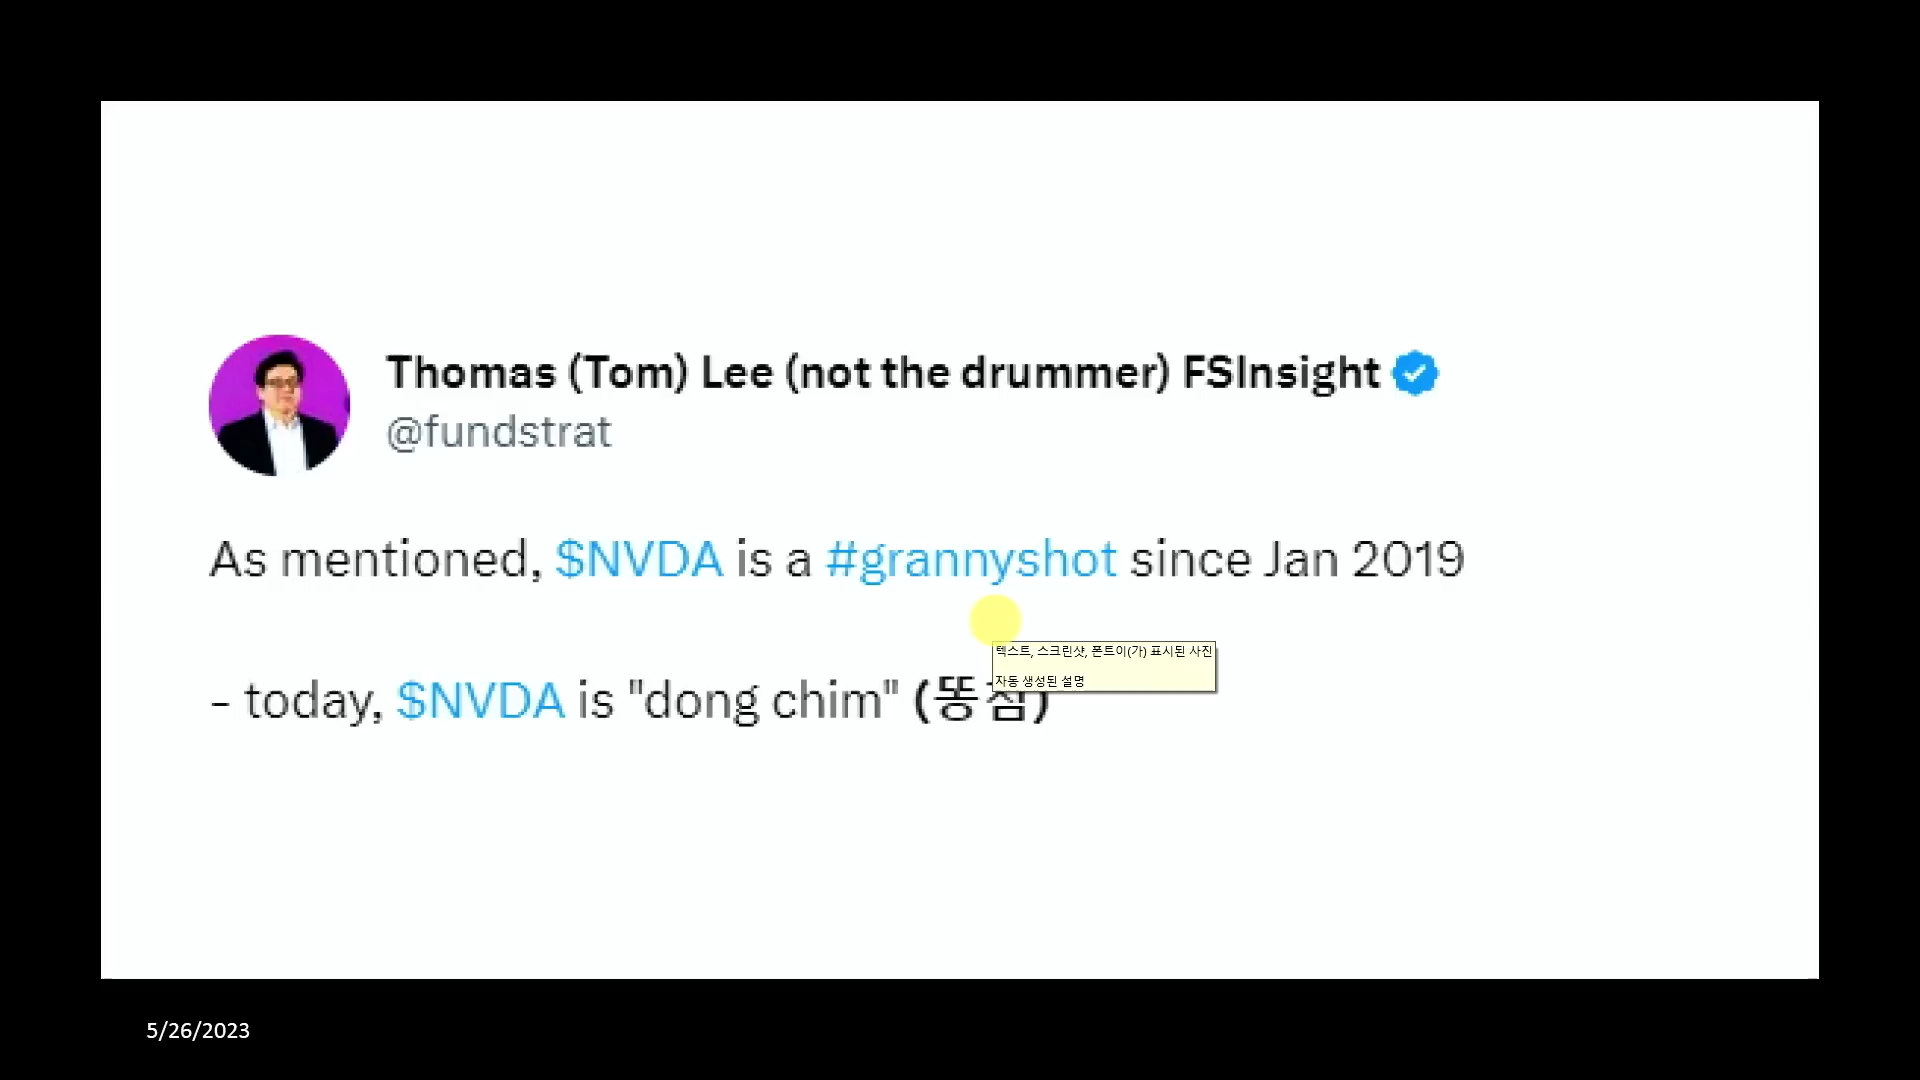 Thomas (Tom) Lee (not the drummer) FSInsight
@fundstrat
As mentioned, $NVDA is a #grannyshot since Jan 2019
텍스트, 스크린샷, 폰트이(가) 표시된 사진
자동 생성된 설명
- today, $NVDA is "dong chim" (똥침)
5/26/2023